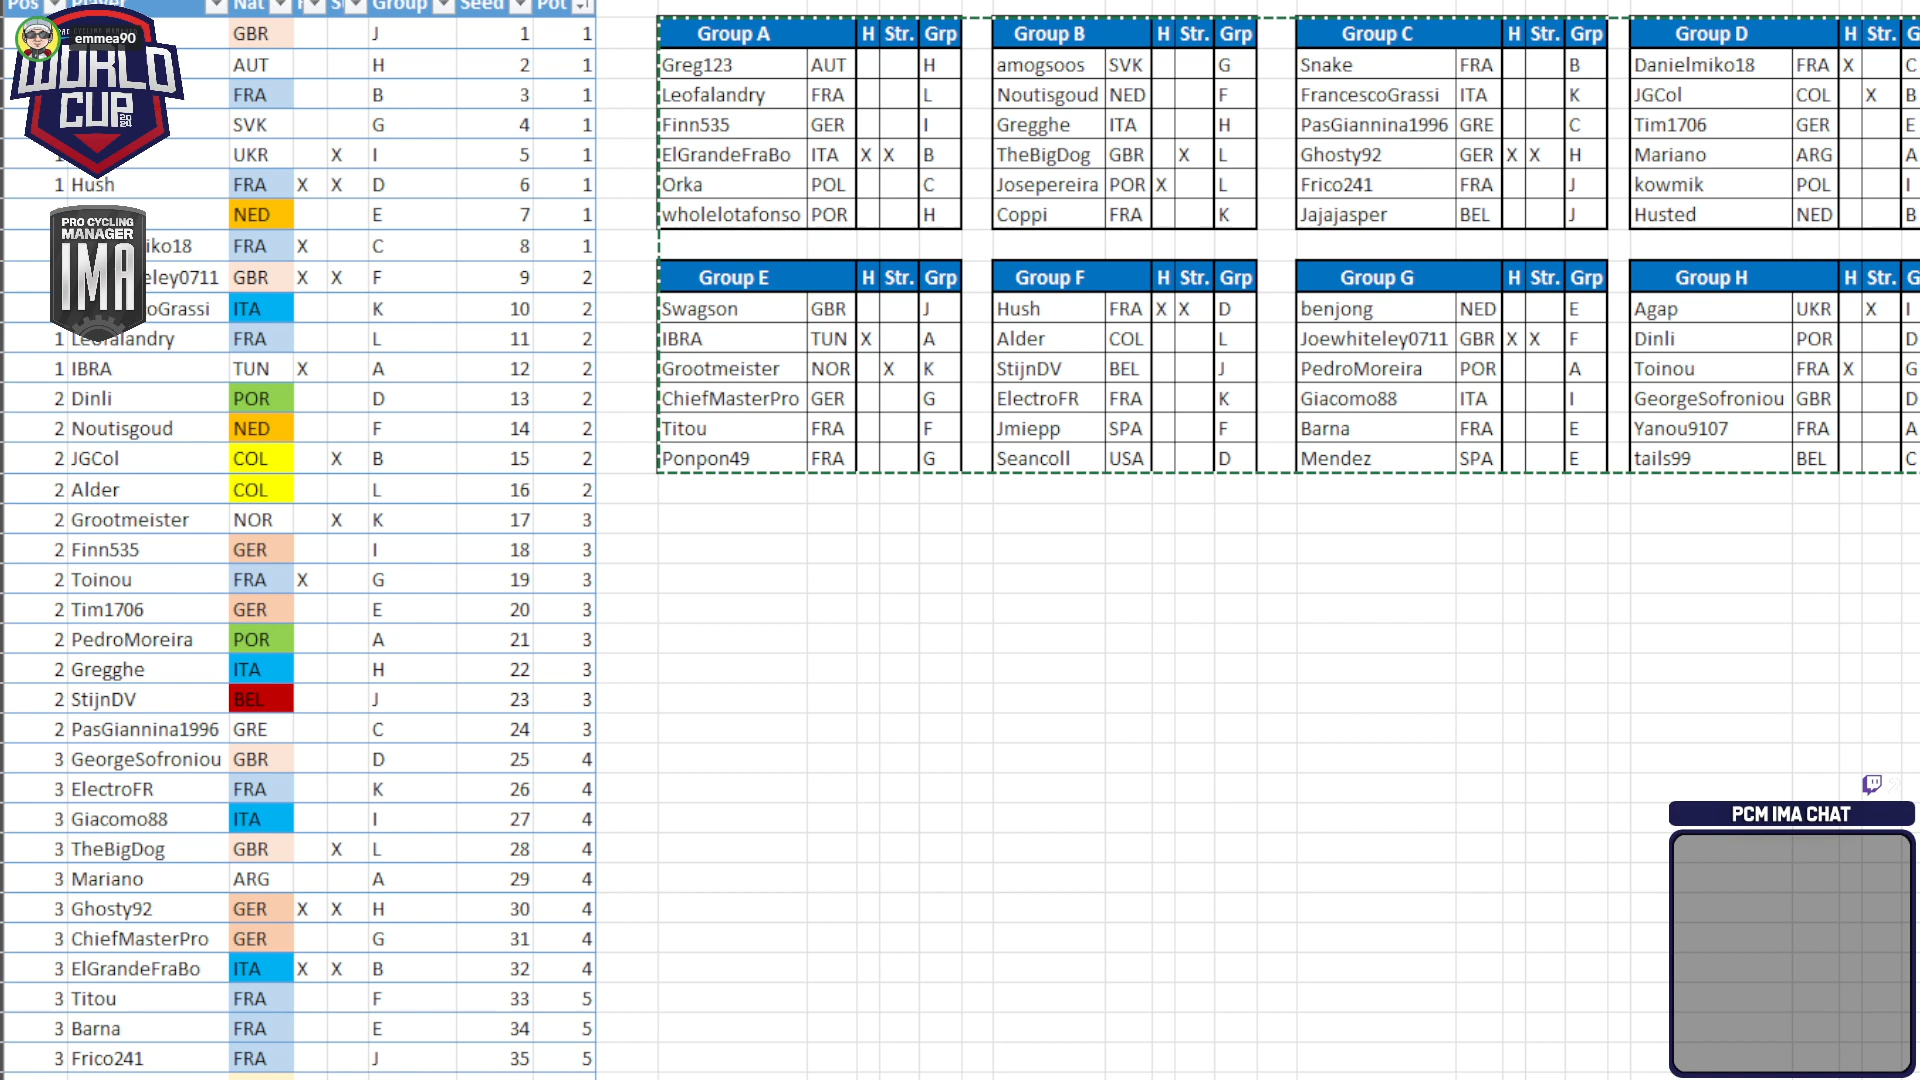 Pos Player Nat Group Seed Pot
emmea90
WORLD CUP
GBR J 1 1
AUT H 2 1
FRA B 3 1
SVK G 4 1
UKR X I 5 1
1 Hush FRA X X D 6 1
NED E 7 1
iko18 FRA X C 8 1
eley0711 GBR X X F 9 2
oGrassi ITA K 10 2
1 Leofalandry FRA L 11 2
1 IBRA TUN X A 12 2
2 Dinli POR D 13 2
2 Noutisgoud NED F 14 2
2 JGCol COL X B 15 2
2 Alder COL L 16 2
2 Grootmeister NOR X K 17 3
2 Finn535 GER I 18 3
2 Toinou FRA X G 19 3
2 Tim1706 GER E 20 3
2 PedroMoreira POR A 21 3
2 Gregghe ITA H 22 3
2 StijnDV BEL J 23 3
2 PasGiannina1996 GRE C 24 3
3 GeorgeSofroniou GBR D 25 4
3 ElectroFR FRA K 26 4
3 Giacomo88 ITA I 27 4
3 TheBigDog GBR X L 28 4
3 Mariano ARG A 29 4
3 Ghosty92 GER X X H 30 4
3 ChiefMasterPro GER G 31 4
3 ElGrandeFraBo ITA X X B 32 4
3 Titou FRA F 33 5
3 Barna FRA E 34 5
3 Frico241 FRA J 35 5
PRO CYCLING
MANAGER
IMA
Group A H Str. Grp
Greg123 AUT H
Leofalandry FRA L
Finn535 GER I
ElGrandeFraBo ITA X X B
Orka POL C
wholelotafonso POR H
Group B H Str. Grp
amogsoos SVK G
Noutisgoud NED F
Gregghe ITA H
TheBigDog GBR X L
Josepereira POR X L
Coppi FRA K
Group C H Str. Grp
Snake FRA B
FrancescoGrassi ITA K
PasGiannina1996 GRE C
Ghosty92 GER X X H
Frico241 FRA J
Jajajasper BEL J
Group D H Str. G
Danielmiko18 FRA X C
JGCol COL X B
Tim1706 GER E
Mariano ARG A
kowmik POL I
Husted NED B
Group E H Str. Grp
Swagson GBR J
IBRA TUN X A
Grootmeister NOR X K
ChiefMasterPro GER G
Titou FRA F
Ponpon49 FRA G
Group F H Str. Grp
Hush FRA X X D
Alder COL L
StijnDV BEL J
ElectroFR FRA K
Jmiepp SPA F
Seancoll USA D
Group G H Str. Grp
benjong NED E
Joewhiteley0711 GBR X X F
PedroMoreira POR A
Giacomo88 ITA I
Barna FRA E
Mendez SPA E
Group H H Str. G
Agap UKR X I
Dinli POR D
Toinou FRA X G
GeorgeSofroniou GBR D
Yanou9107 FRA A
tails99 BEL C
PCM IMA CHAT